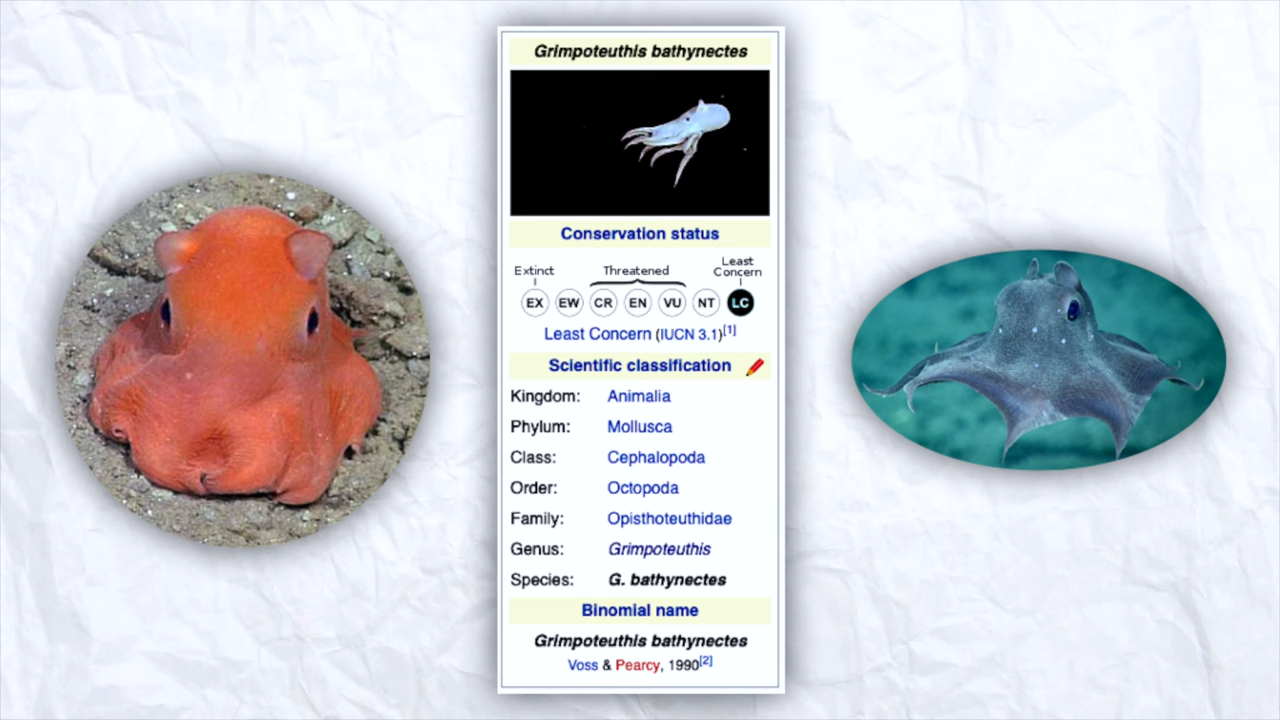 Grimpoteuthis bathynectes
Conservation status
Extinct
Threatened
Least
Concern
EX EW CR EN VU NT LC
Least Concern (IUCN 3.1)[1]
Scientific classification
Kingdom: Animalia
Phylum: Mollusca
Class: Cephalopoda
Order: Octopoda
Family: Opisthoteuthidae
Genus: Grimpoteuthis
Species: G. bathynectes
Binomial name
Grimpoteuthis bathynectes
Voss & Pearcy, 1990[2]